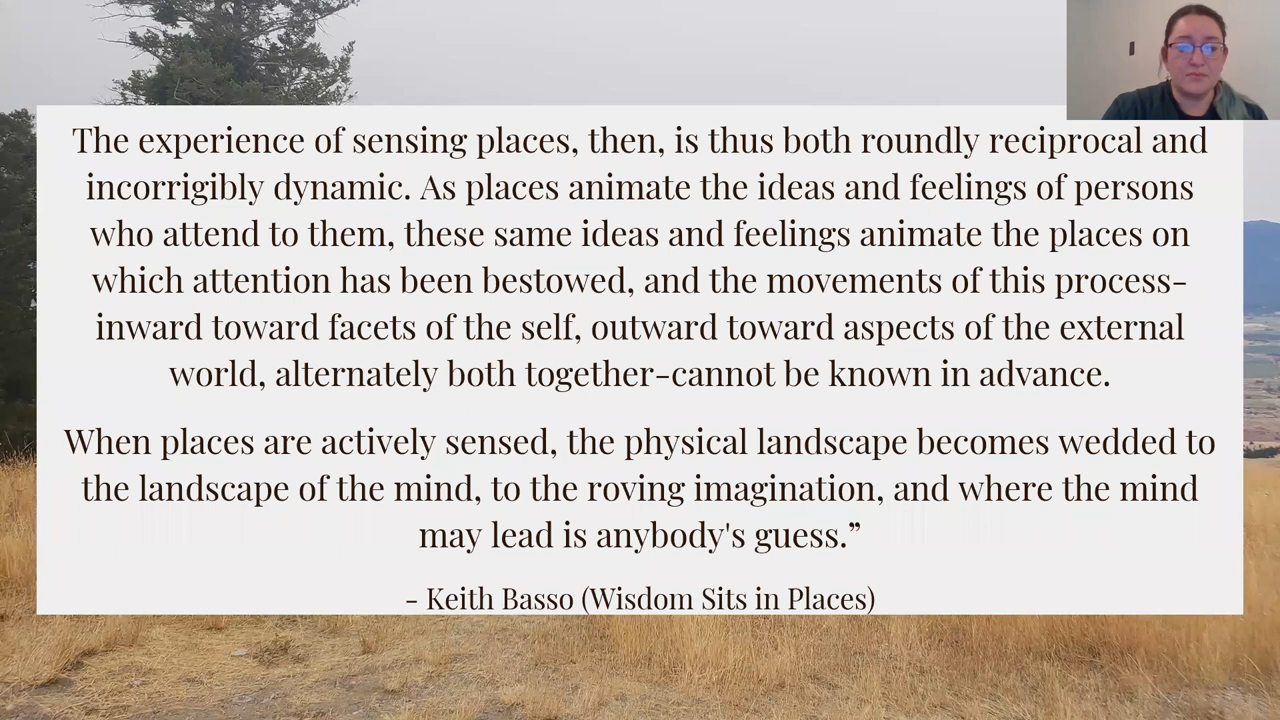 The experience of sensing places, then, is thus both roundly reciprocal and
incorrigibly dynamic. As places animate the ideas and feelings of persons
who attend to them, these same ideas and feelings animate the places on
which attention has been bestowed, and the movements of this process-
inward toward facets of the self, outward toward aspects of the external
world, alternately both together-cannot be known in advance.
When places are actively sensed, the physical landscape becomes wedded to
the landscape of the mind, to the roving imagination, and where the mind
may lead is anybody's guess.”
- Keith Basso (Wisdom Sits in Places)